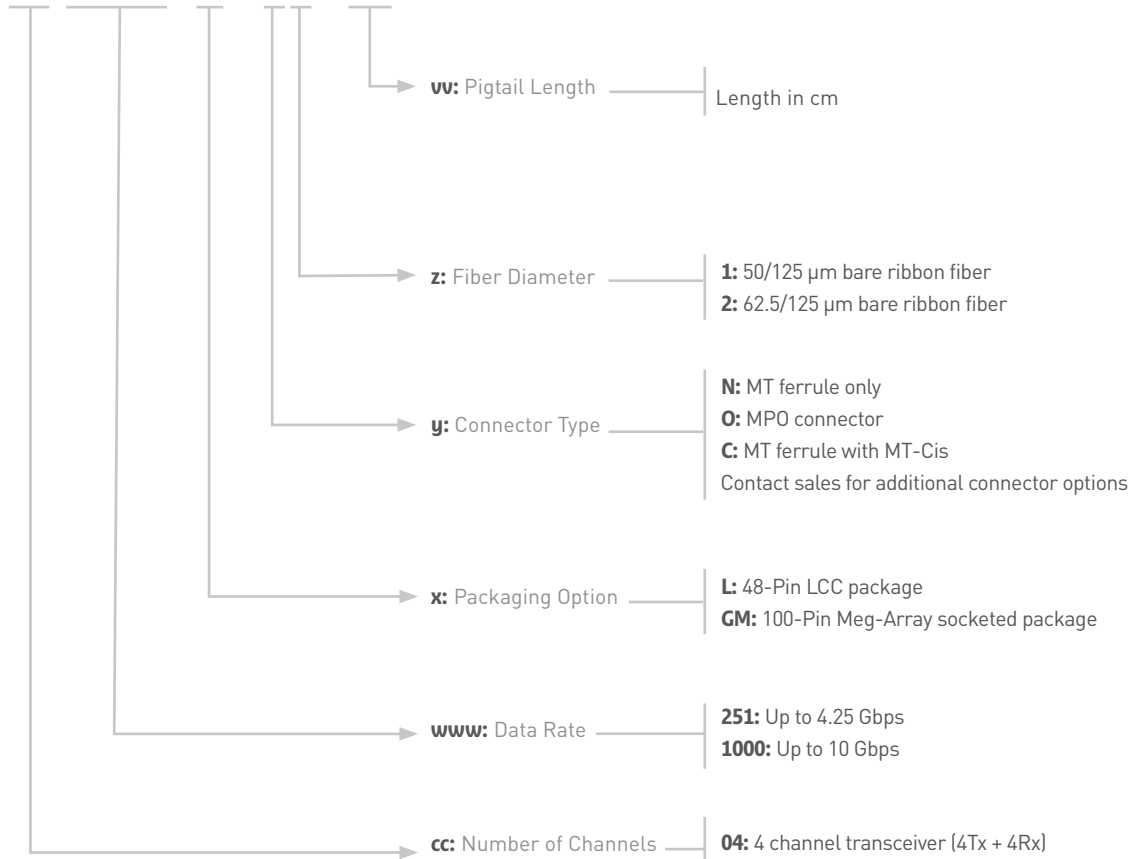 vv: Pigtail Length
Length in cm
z: Fiber Diameter
1: 50/125 µm bare ribbon fiber
2: 62.5/125 µm bare ribbon fiber
y: Connector Type
N: MT ferrule only
O: MPO connector
C: MT ferrule with MT-Cis
Contact sales for additional connector options
x: Packaging Option
L: 48-Pin LCC package
GM: 100-Pin Meg-Array socketed package
www: Data Rate
251: Up to 4.25 Gbps
1000: Up to 10 Gbps
cc: Number of Channels
04: 4 channel transceiver (4Tx + 4Rx)